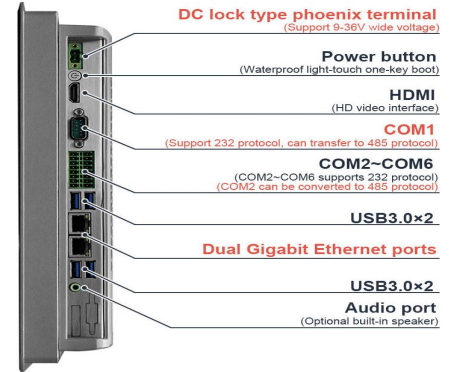 DC lock type phoenix terminal
(Support 9-36V wide voltage)
Power button
(Waterproof light-touch one-key boot)
HDMI
(HD video interface)
COM1
(Support 232 protocol, can transfer to 485 protocol)
COM2~COM6
(COM2~COM6 supports 232 protocol)
(COM2 can be converted to 485 protocol)
USB3.0×2
Dual Gigabit Ethernet ports
USB3.0×2
Audio port
(Optional built-in speaker)